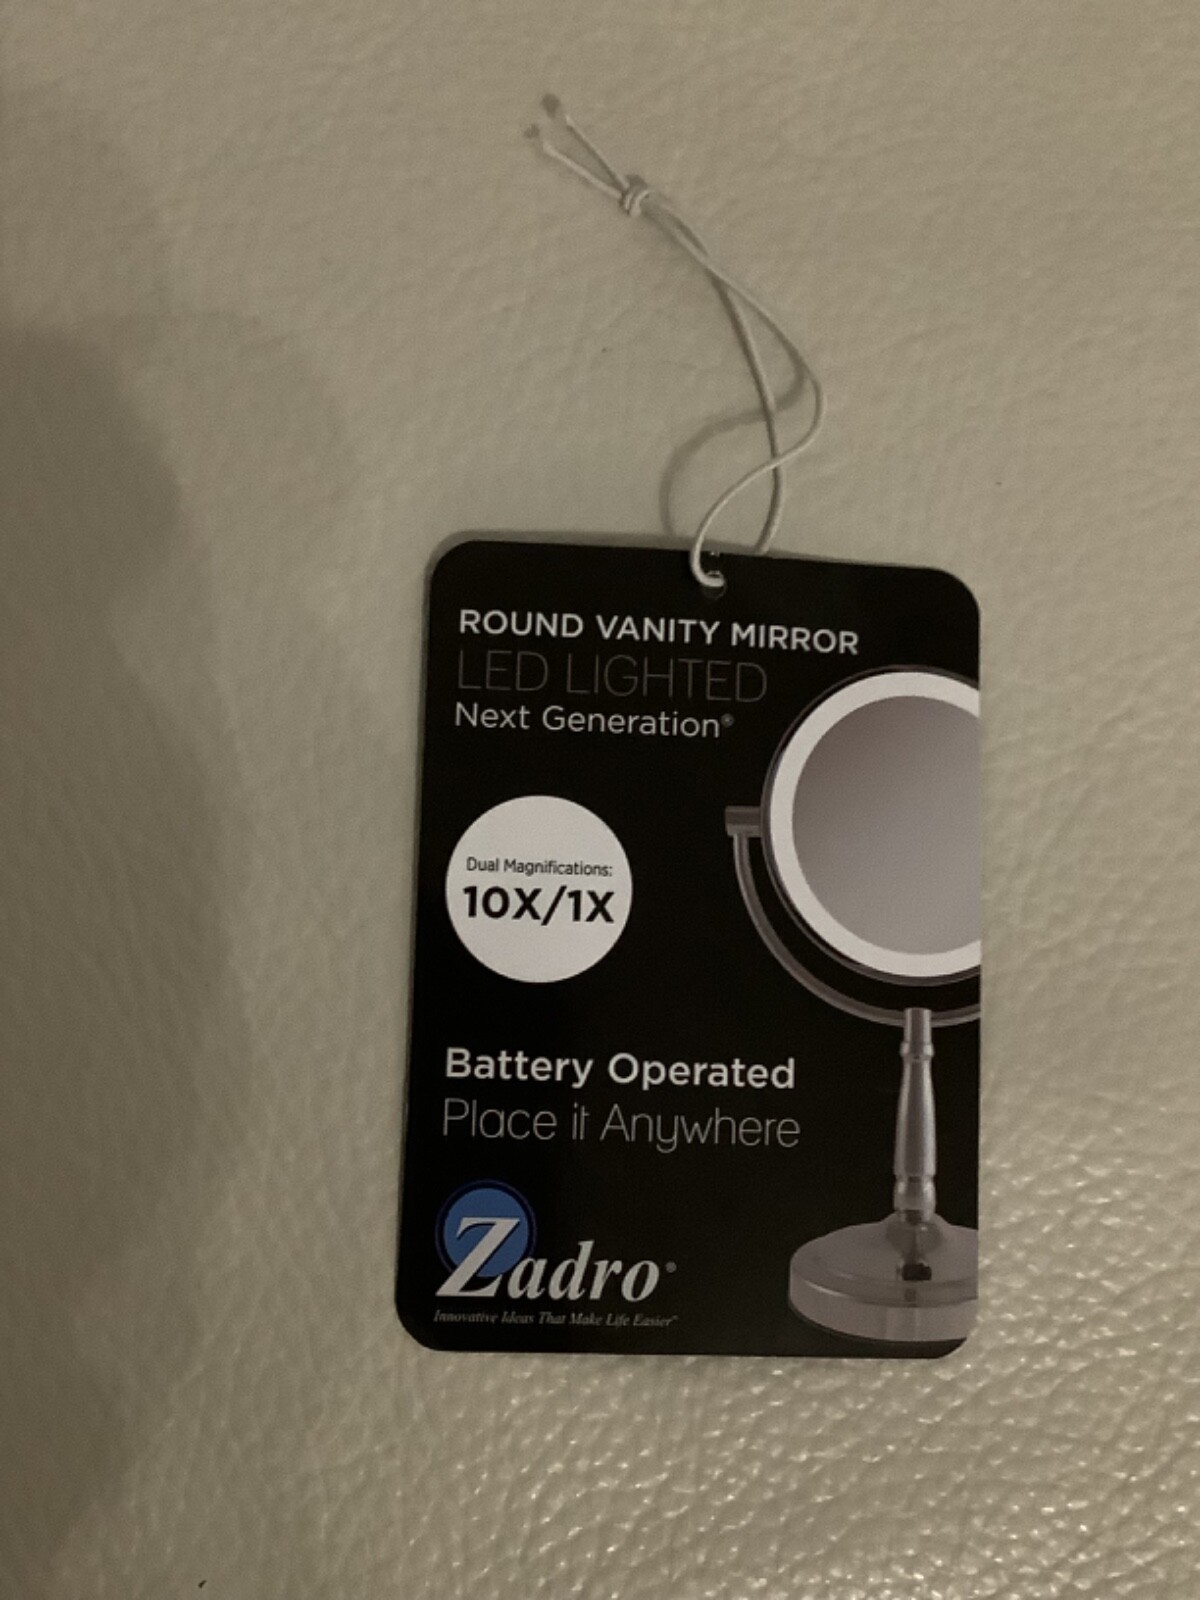 ROUND VANITY MIRROR
LED LIGHTED
Next Generation®
Dual Magnifications:
10X/1X
Battery Operated
Place it Anywhere
Zadro®
Innovative Ideas That Make Life Easier™